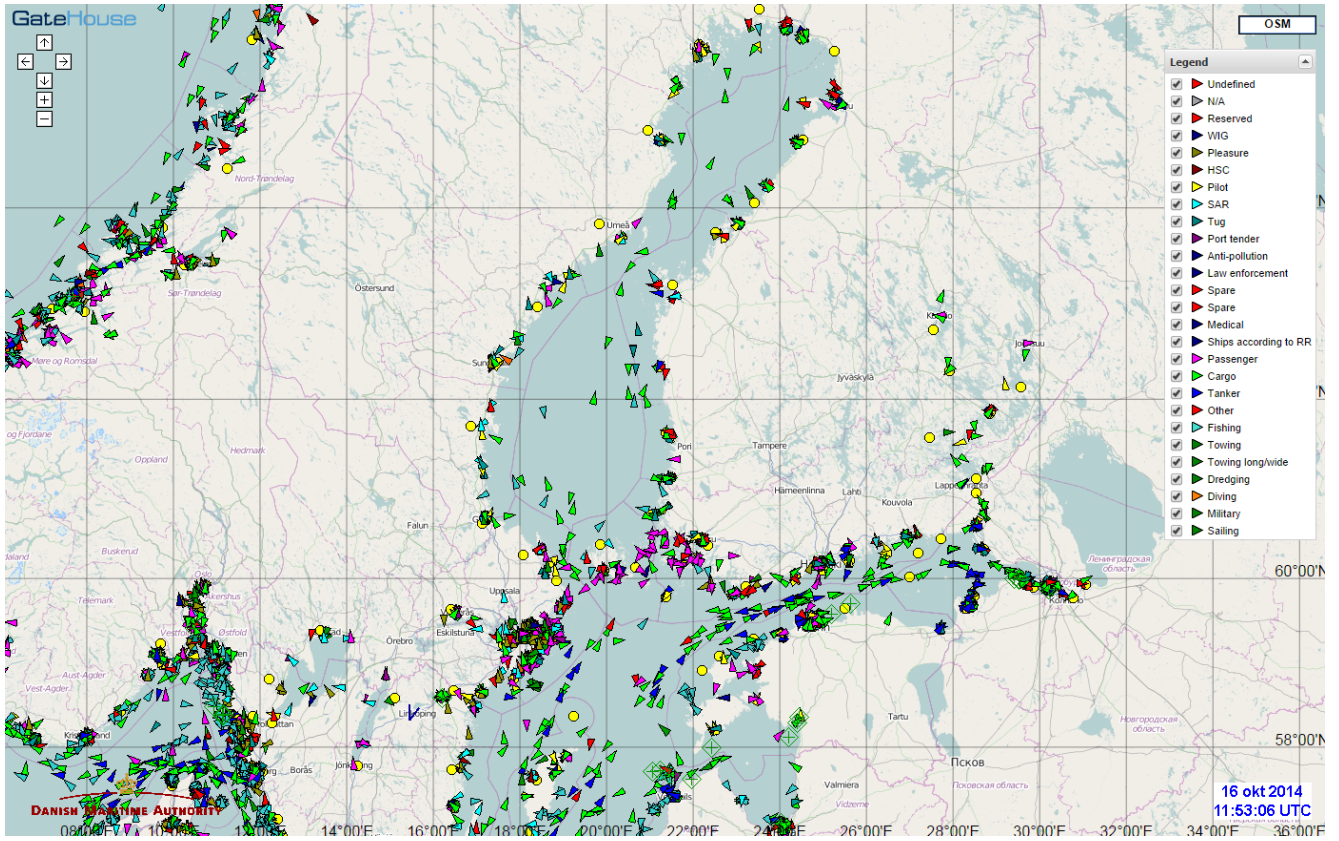 GateHouse
OSM
Legend
Undefined
N/A
Reserved
WIG
Pleasure
HSC
Pilot
SAR
Tug
Port tender
Anti-pollution
Law enforcement
Spare
Spare
Medical
Ships according to RR
Passenger
Cargo
Tanker
Other
Fishing
Towing
Towing long/wide
Dredging
Diving
Military
Sailing
Nord-Trøndelag
Umeå
Sør-Trøndelag
Östersund
Møre og Romsdal
Jyväskylä
og Fjordane
Oppland
Hedmark
Pori
Tampere
Hämeenlinna
Lahti
Kouvola
Falun
Buskerud
Oslo
Ленинградская
область
60°00'N
Telemark
Uppsala
Østfold
Örebro
Eskilstuna
Aust-Agder
Vest-Agder
Tartu
Новгородская
область
58°00'N
Borås
Псков
Valmiera
Vidzeme
Псковская область
DANISH MARITIME AUTHORITY
16 okt 2014
11:53:06 UTC
12°00'E
14°00'E
16°00'E
18°00'E
20°00'E
22°00'E
24°00'E
26°00'E
28°00'E
30°00'E
32°00'E
34°00'E
36°00'E